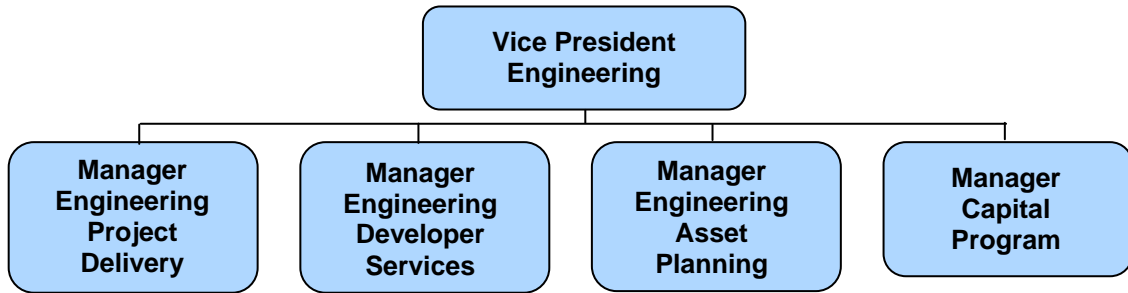 Vice President
Engineering
Manager
Engineering
Project
Delivery
Manager
Engineering
Developer
Services
Manager
Engineering
Asset
Planning
Manager
Capital
Program